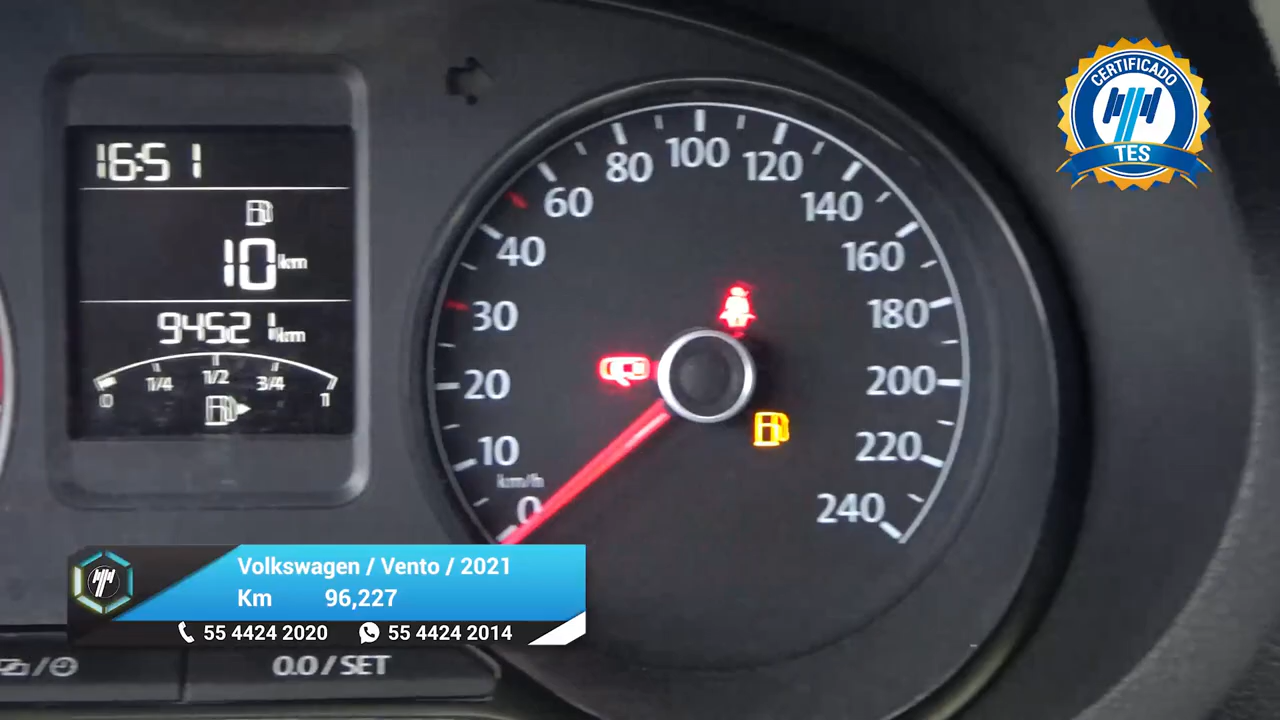 16:51
10 km
94521 km
0 1/4 1/2 3/4 1
0
10
20
30
40
60
80
100
120
140
160
180
200
220
240
km/h
CERTIFICADO
TES
Volkswagen / Vento / 2021
Km 96,227
55 4424 2020 55 4424 2014
0.0 / SET